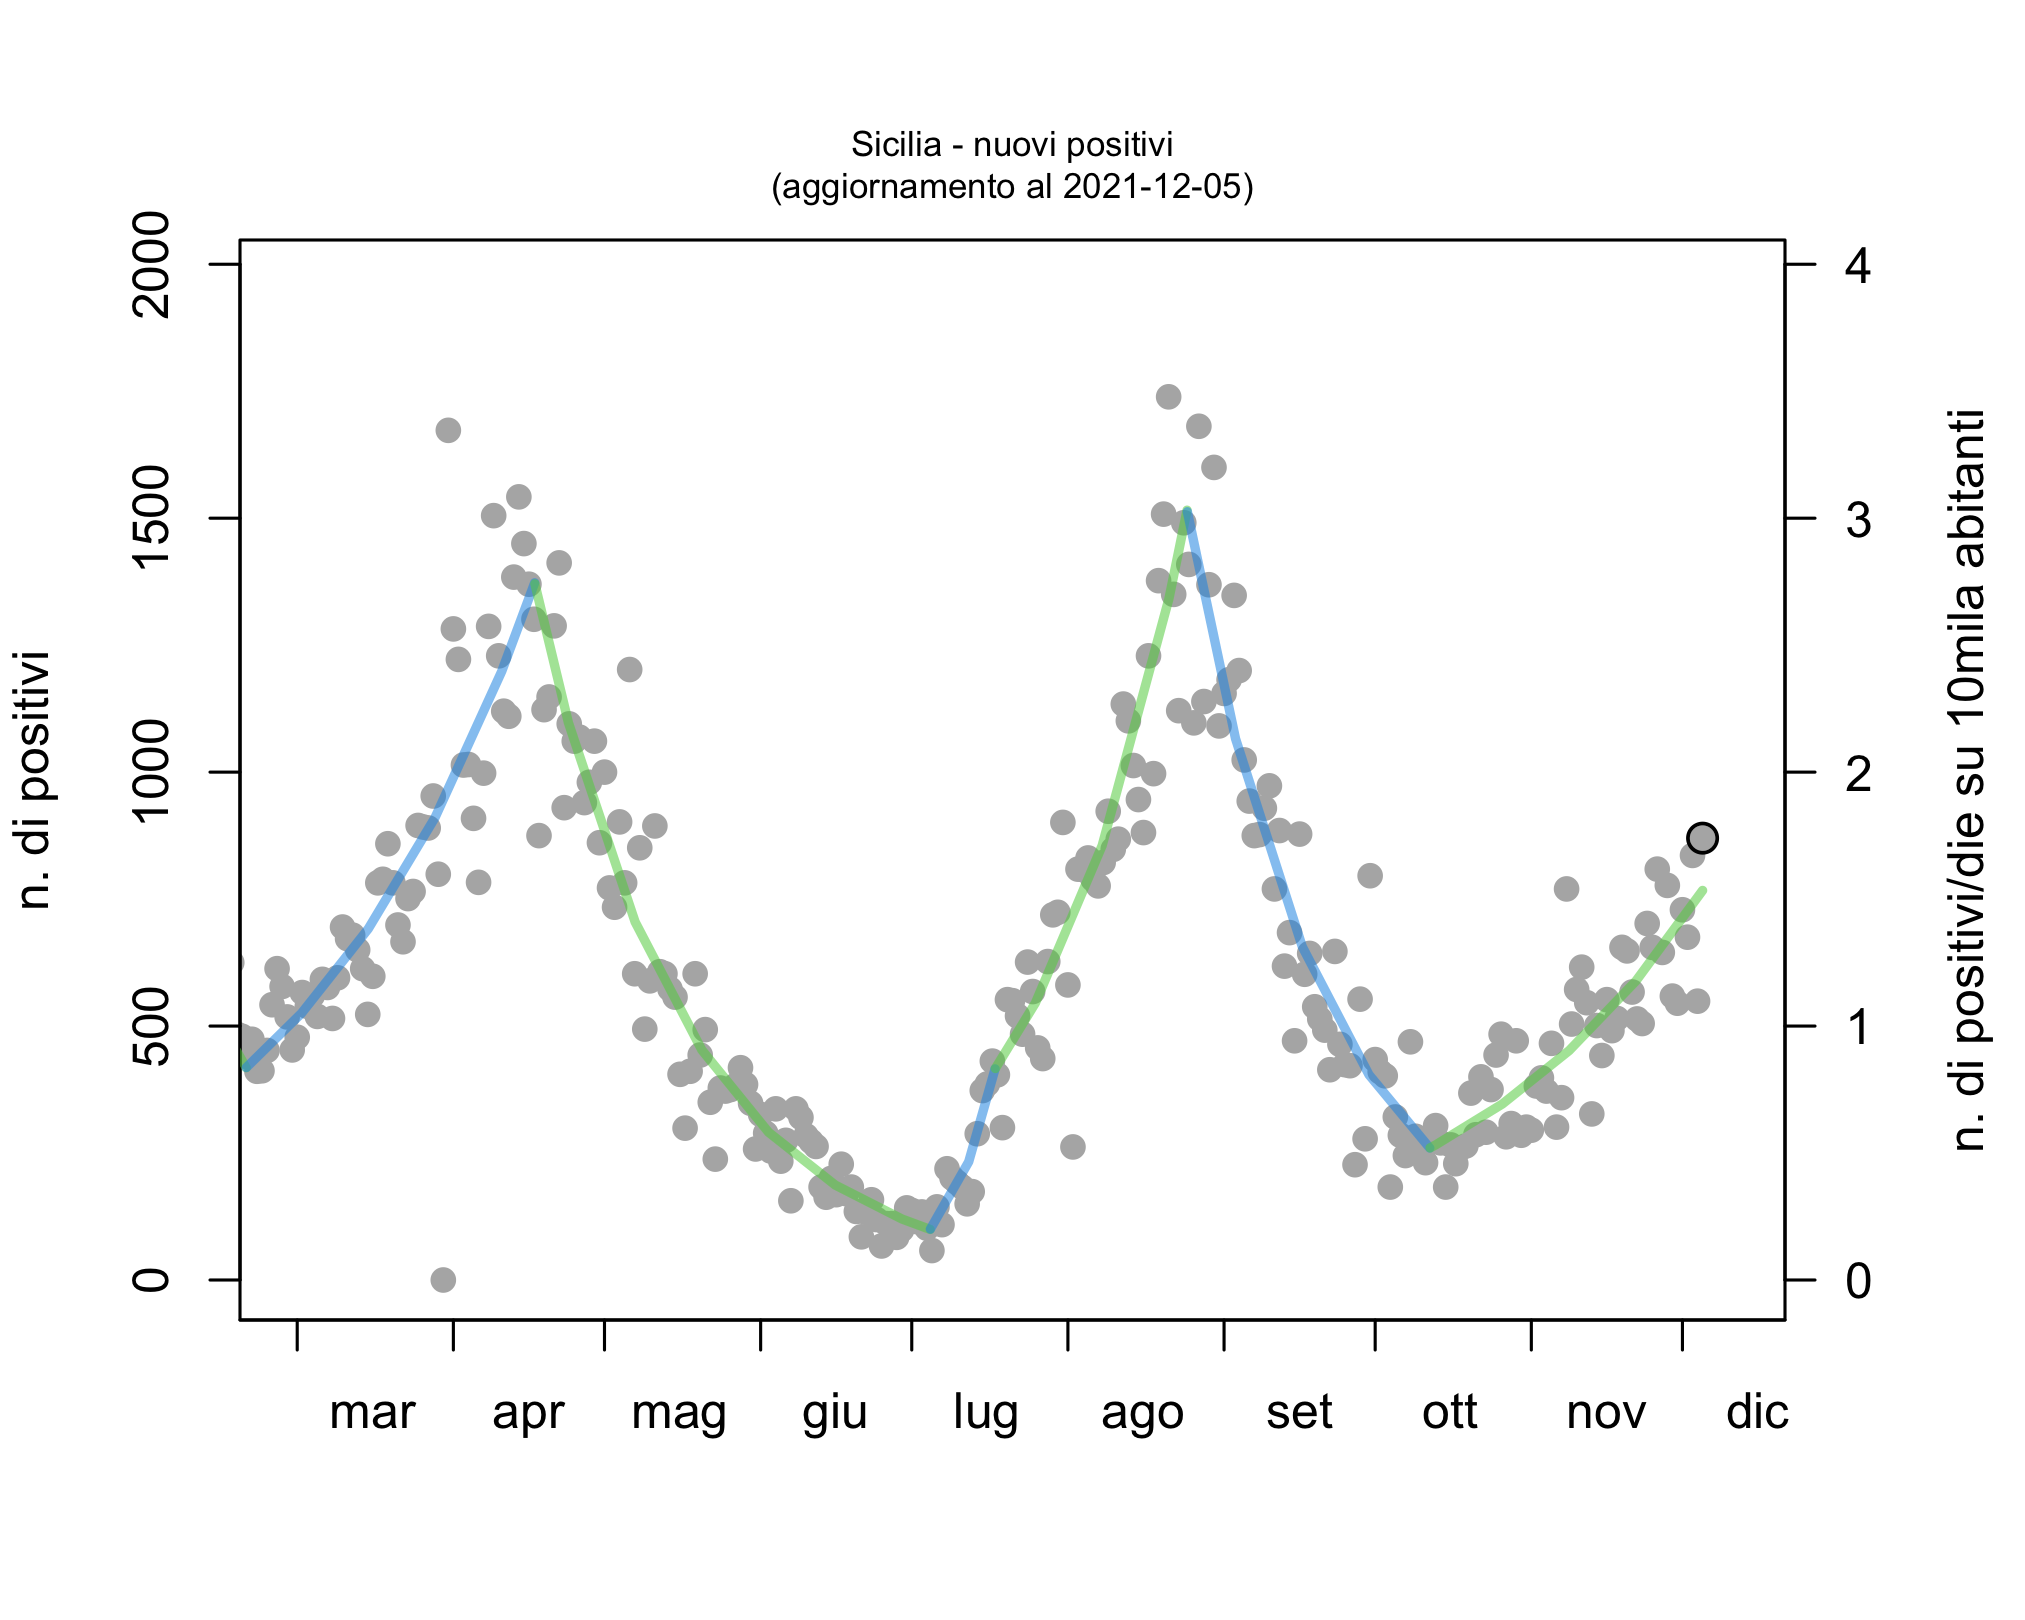 Sicilia - nuovi positivi
(aggiornamento al 2021-12-05)
n. di positivi
2000
1500
1000
500
0
4
3
2
1
0
n. di positivi/die su 10mila abitanti
mar apr mag giu lug ago set ott nov dic